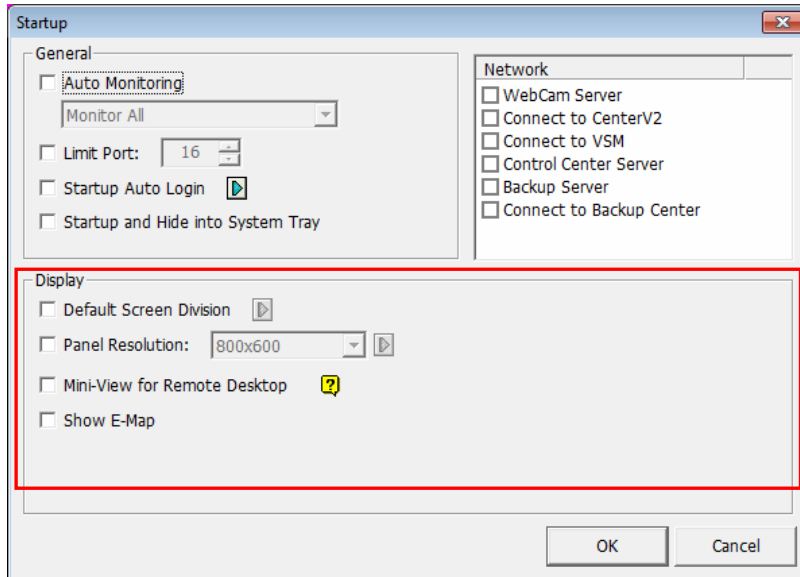 Startup
General
Auto Monitoring
Monitor All
Limit Port: 16
Startup Auto Login
Startup and Hide into System Tray
Network
WebCam Server
Connect to CenterV2
Connect to VSM
Control Center Server
Backup Server
Connect to Backup Center
Display
Default Screen Division
Panel Resolution: 800x600
Mini-View for Remote Desktop ?
Show E-Map
OK Cancel